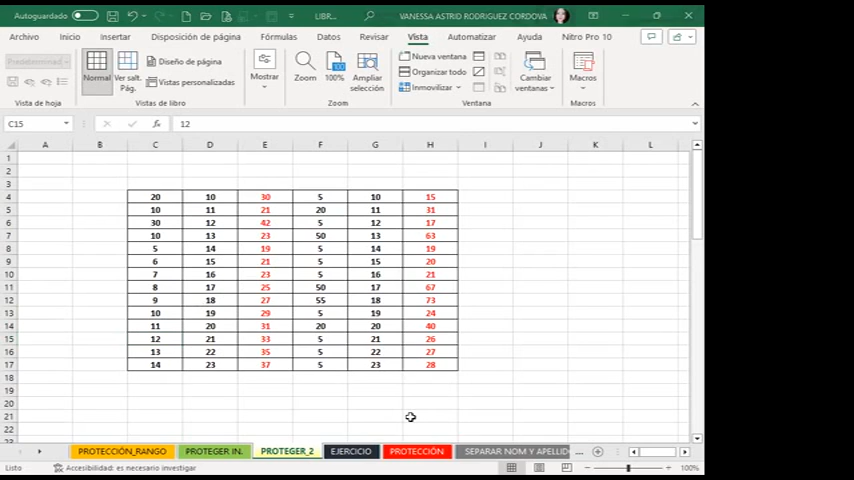 Autoguardado LIBR... VANESSA ASTRID RODRIGUEZ CORDOVA
Archivo Inicio Insertar Disposición de página Fórmulas Datos Revisar Vista Automatizar Ayuda Nitro Pro 10
Predeterminad
Normal
Ver salt. Pág.
Diseño de página
Vistas personalizadas
Mostrar
Zoom
100%
Ampliar selección
Nueva ventana
Organizar todo
Inmovilizar
Cambiar ventanas
Macros
Vista de hoja Vistas de libro Zoom Ventana Macros
C15 fx 12
A B C D E F G H I J K L
1
2
3
4 20 10 30 5 10 15
5 10 11 21 20 11 31
6 30 12 42 5 12 17
7 10 13 23 50 13 63
8 5 14 19 5 14 19
9 6 15 21 5 15 20
10 7 16 23 5 16 21
11 8 17 25 50 17 67
12 9 18 27 55 18 73
13 10 19 29 5 19 24
14 11 20 31 20 20 40
15 12 21 33 5 21 26
16 13 22 35 5 22 27
17 14 23 37 5 23 28
18
19
20
21
22
23
PROTECCIÓN_RANGO PROTEGER IN. PROTEGER_2 EJERCICIO PROTECCIÓN SEPARAR NOM Y APELLID ...
Listo Accesibilidad: es necesario investigar 100%